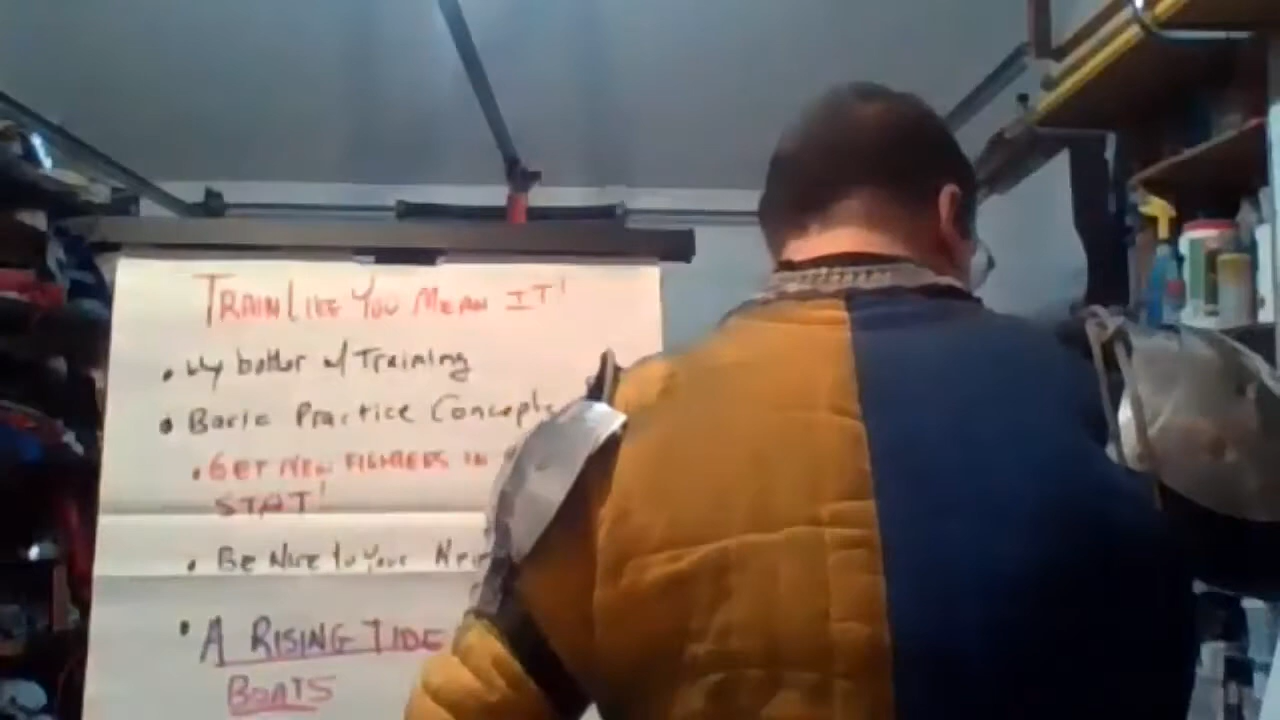 TRAIN LIKE YOU MEAN IT!
• Why bother w/ Training
• Basic Practice Concepts
• GET NEW FIGHTERS IN
STAT!
• Be Nice to Your
• A RISING TIDE
BOATS